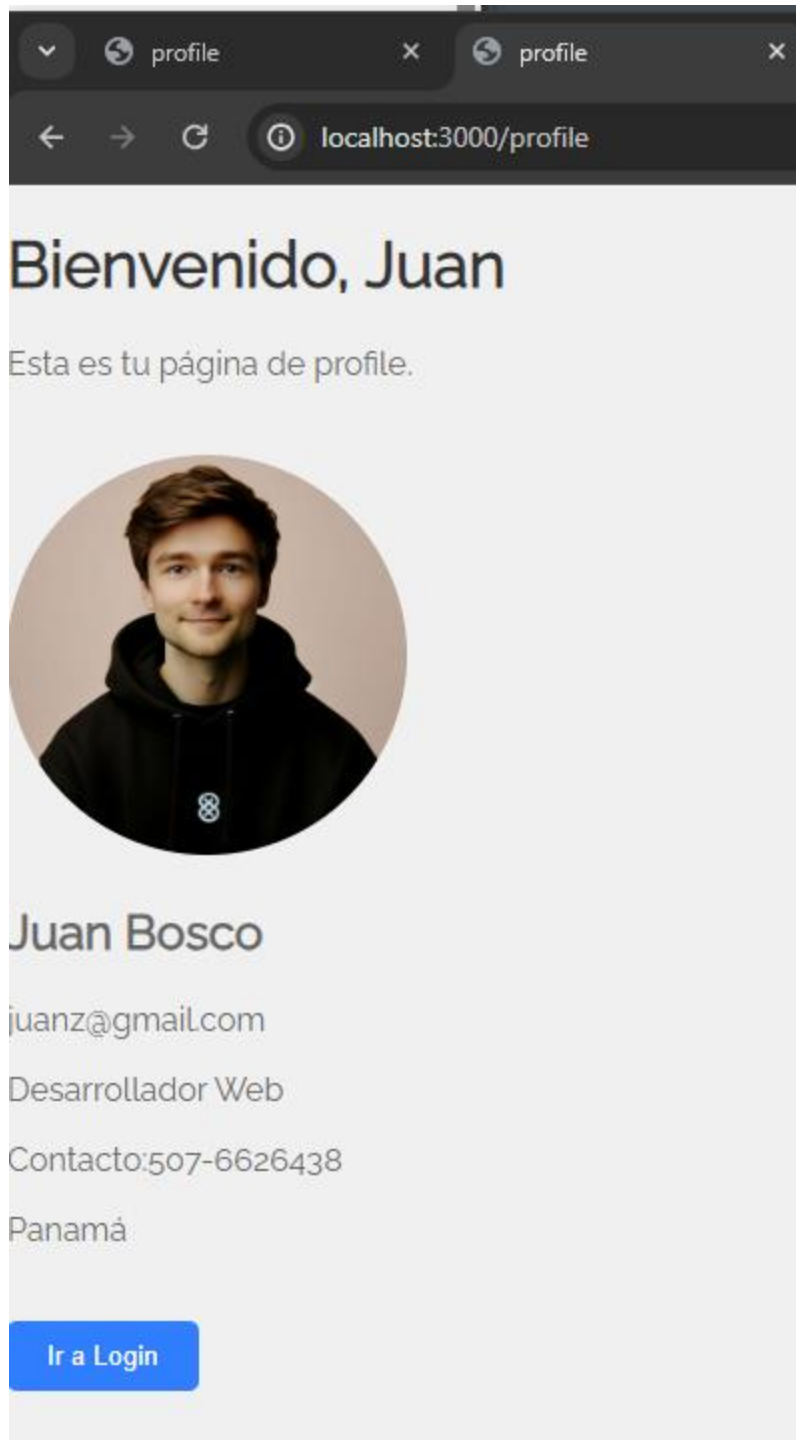 profile
profile
localhost:3000/profile
Bienvenido, Juan
Esta es tu página de profile.
Juan Bosco
juanz@gmail.com
Desarrollador Web
Contacto:507-6626438
Panamá
Ir a Login